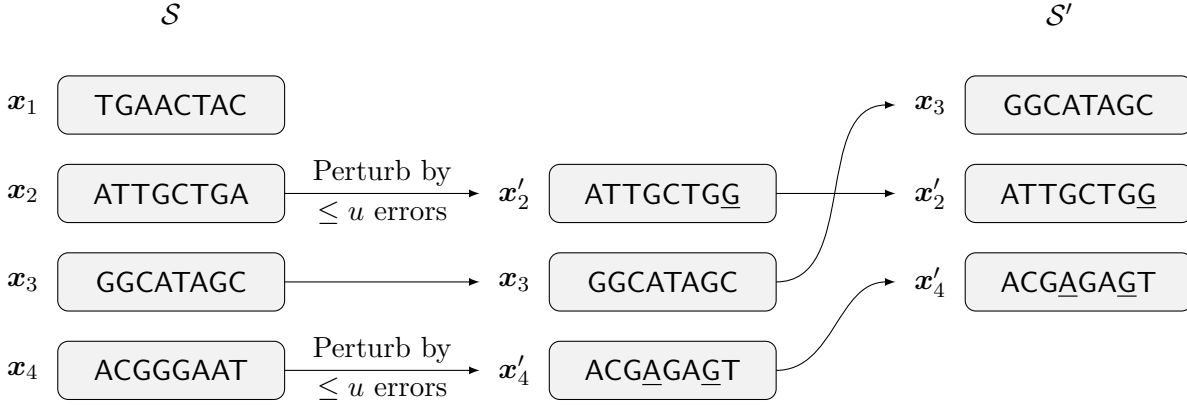 𝒮 𝒮′
x₁ TGAACTAC x₃ GGCATAGC
x₂ ATTGCTGA Perturb by ≤ u errors x′₂ ATTGCTGG x′₂ ATTGCTGG
x₃ GGCATAGC x₃ GGCATAGC x′₄ ACGAGAGT
x₄ ACGGGAAT Perturb by ≤ u errors x′₄ ACGAGAGT